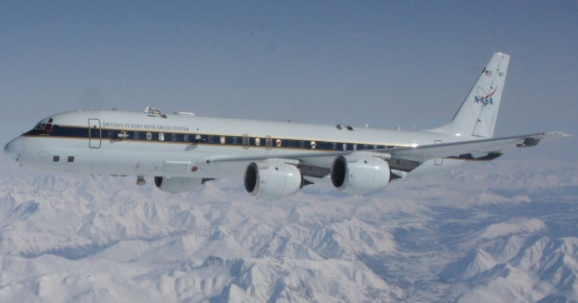 DRYDEN FLIGHT RESEARCH CENTER
NASA